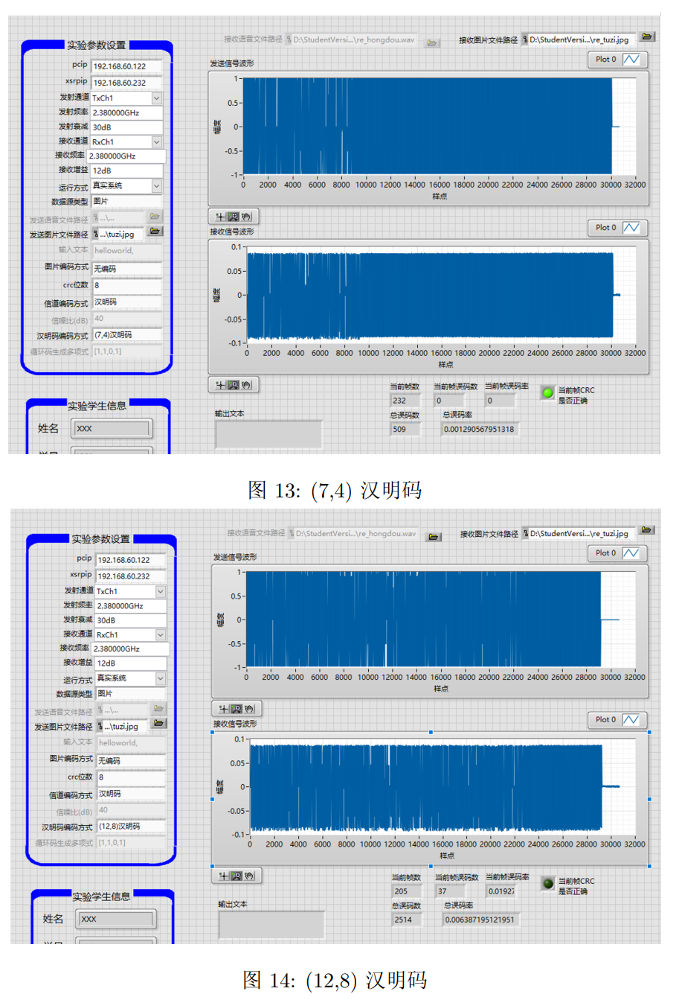 实验参数设置
pcip 192.168.60.122
xsrpip 192.168.60.232
发射通道 TxCh1
发射频率 2.380000GHz
发射衰减 30dB
接收通道 RxCh1
接收频率 2.380000GHz
接收增益 12dB
运行方式 真实系统
数据源类型 图片
发送语音文件路径 ...\...
发送图片文件路径 ...\tuzi.jpg
输入文本 helloworld,
图片编码方式 无编码
crc位数 8
信道编码方式 汉明码
信噪比(dB) 40
汉明码编码方式 (7,4)汉明码
循环码生成多项式 [1,1,0,1]
实验学生信息
姓名 XXX
接收语音文件路径 D:\StudentVersi...\re_hongdou.wav
接收图片文件路径 D:\StudentVersi...\re_tuzi.jpg
发送信号波形
Plot 0
幅度
1
0.5
0
-0.5
-1
0 2000 4000 6000 8000 10000 12000 14000 16000 18000 20000 22000 24000 26000 28000 30000 32000
样点
接收信号波形
Plot 0
幅度
0.1
0.05
0
-0.05
-0.1
0 2000 4000 6000 8000 10000 12000 14000 16000 18000 20000 22000 24000 26000 28000 30000 32000
样点
当前帧数 当前帧误码数 当前帧误码率
232 0 0
当前帧CRC
是否正确
总误码数 总误码率
509 0.001290567951318
输出文本
图 13: (7,4) 汉明码
实验参数设置
pcip 192.168.60.122
xsrpip 192.168.60.232
发射通道 TxCh1
发射频率 2.380000GHz
发射衰减 30dB
接收通道 RxCh1
接收频率 2.380000GHz
接收增益 12dB
运行方式 真实系统
数据源类型 图片
发送语音文件路径 ...\...
发送图片文件路径 ...\tuzi.jpg
输入文本 helloworld,
图片编码方式 无编码
crc位数 8
信道编码方式 汉明码
信噪比(dB) 40
汉明码编码方式 (12,8)汉明码
循环码生成多项式 [1,1,0,1]
实验学生信息
姓名 XXX
接收语音文件路径 D:\StudentVersi...\re_hongdou.wav
接收图片文件路径 D:\StudentVersi...\re_tuzi.jpg
发送信号波形
Plot 0
幅度
1
0.5
0
-0.5
-1
0 2000 4000 6000 8000 10000 12000 14000 16000 18000 20000 22000 24000 26000 28000 30000 32000
样点
接收信号波形
Plot 0
幅度
0.1
0.05
0
-0.05
-0.1
0 2000 4000 6000 8000 10000 12000 14000 16000 18000 20000 22000 24000 26000 28000 30000 32000
样点
当前帧数 当前帧误码数 当前帧误码率
205 37 0.01927
当前帧CRC
是否正确
总误码数 总误码率
2514 0.006387195121951
输出文本
图 14: (12,8) 汉明码